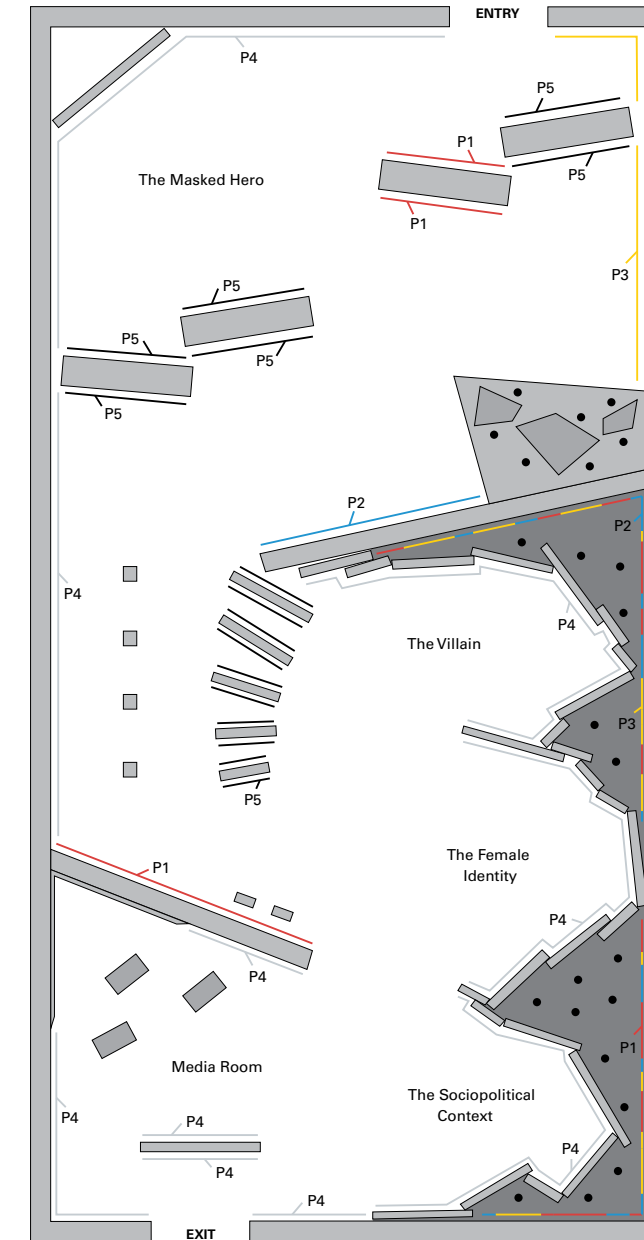 ENTRY
P4
P5
P1
P5
P1
The Masked Hero
P3
P5
P5
P5
P5
P2
P2
P4
P4
The Villain
P3
P5
The Female
Identity
P1
P4
P4
P1
Media Room
The Sociopolitical
Context
P4
P4
P4
P4
P4
EXIT